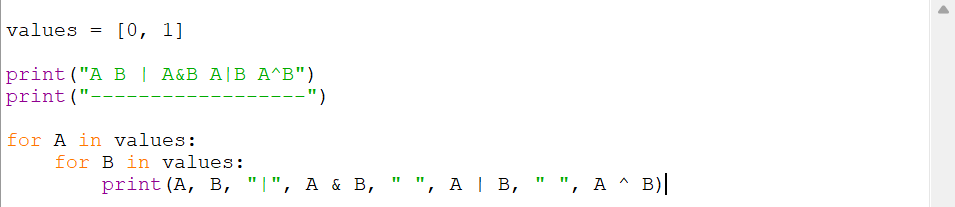 values = [0, 1]
print("A B | A&B A|B A^B")
print("------------------")
for A in values:
    for B in values:
        print(A, B, "|", A & B, " ", A | B, " ", A ^ B)